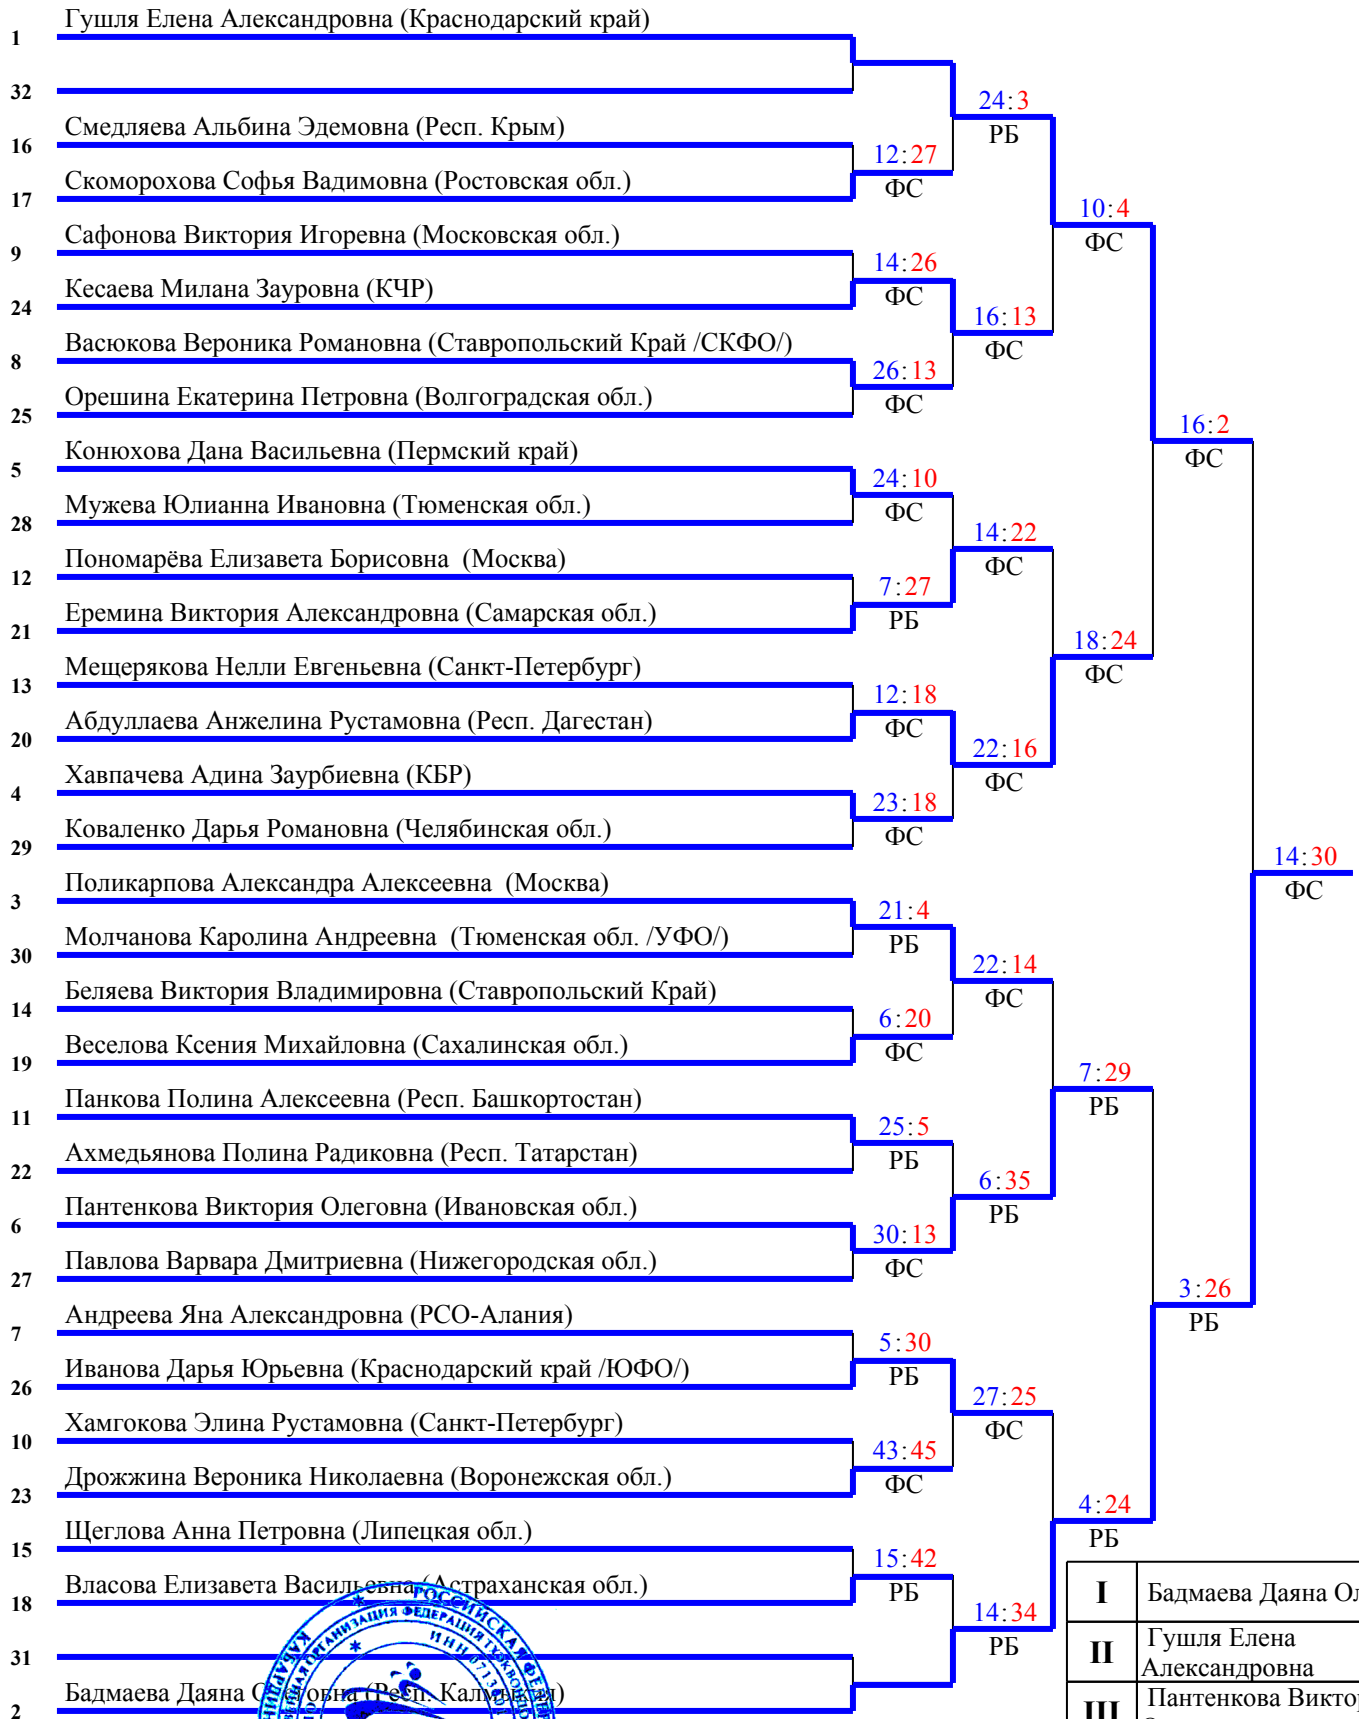 Гушля Елена Александровна (Краснодарский край)
1
32
24:3
РБ
Смедляева Альбина Эдемовна (Респ. Крым)
16
12:27
ФС
Скоморохова Софья Вадимовна (Ростовская обл.)
17
10:4
ФС
Сафонова Виктория Игоревна (Московская обл.)
9
14:26
ФС
Кесаева Милана Зауровна (КЧР)
24
16:13
ФС
Васюкова Вероника Романовна (Ставропольский Край /СКФО/)
8
26:13
ФС
Орешина Екатерина Петровна (Волгоградская обл.)
25
16:2
ФС
Конюхова Дана Васильевна (Пермский край)
5
24:10
ФС
Мужева Юлианна Ивановна (Тюменская обл.)
28
14:22
ФС
Пономарёва Елизавета Борисовна (Москва)
12
7:27
РБ
Еремина Виктория Александровна (Самарская обл.)
21
18:24
ФС
Мещерякова Нелли Евгеньевна (Санкт-Петербург)
13
12:18
ФС
Абдуллаева Анжелина Рустамовна (Респ. Дагестан)
20
22:16
ФС
Хавпачева Адина Заурбиевна (КБР)
4
23:18
ФС
Коваленко Дарья Романовна (Челябинская обл.)
29
14:30
ФС
Поликарпова Александра Алексеевна (Москва)
3
21:4
РБ
Молчанова Каролина Андреевна (Тюменская обл. /УФО/)
30
22:14
ФС
Беляева Виктория Владимировна (Ставропольский Край)
14
6:20
ФС
Веселова Ксения Михайловна (Сахалинская обл.)
19
7:29
РБ
Панкова Полина Алексеевна (Респ. Башкортостан)
11
25:5
РБ
Ахмедьянова Полина Радиковна (Респ. Татарстан)
22
6:35
РБ
Пантенкова Виктория Олеговна (Ивановская обл.)
6
30:13
ФС
Павлова Варвара Дмитриевна (Нижегородская обл.)
27
3:26
РБ
Андреева Яна Александровна (РСО-Алания)
7
5:30
РБ
Иванова Дарья Юрьевна (Краснодарский край /ЮФО/)
26
27:25
ФС
Хамгокова Элина Рустамовна (Санкт-Петербург)
10
43:45
ФС
Дрожжина Вероника Николаевна (Воронежская обл.)
23
4:24
РБ
Щеглова Анна Петровна (Липецкая обл.)
15
15:42
РБ
Власова Елизавета Васильевна (Астраханская обл.)
18
14:34
РБ
31
Бадмаева Даяна (Респ. Калмыкия)
2
I Бадмаева Даяна
II Гушля Елена
Александровна
III Пантенкова
РОССИЙСКАЯ
ОРГАНИЗАЦИЯ ФЕДЕРАЦИЯ
ИНН